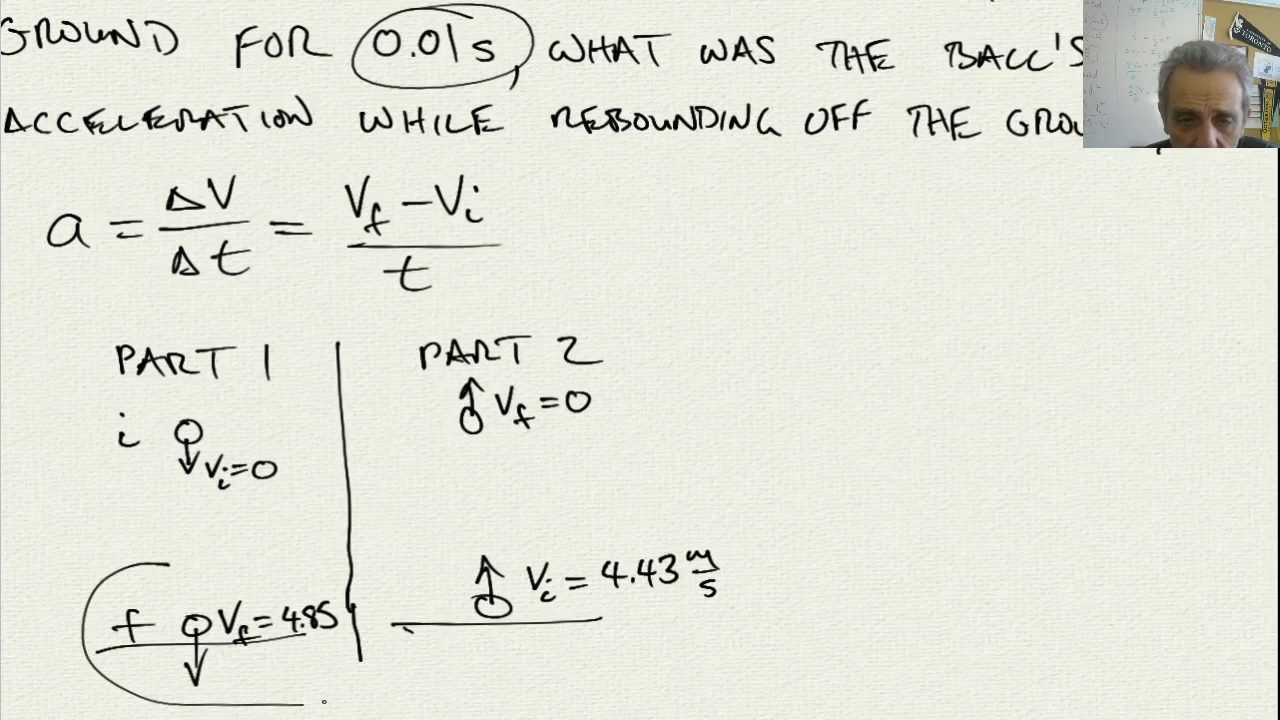 GROUND FOR 0.01s, WHAT WAS THE BALL'S
ACCELERATION WHILE REBOUNDING OFF THE GROU
a = ΔV/Δt = (Vf - Vi)/t
PART 1
i Vi=0
f Vf = 4.85
PART 2
Vf = 0
Vi = 4.43 m/s
TORONTO